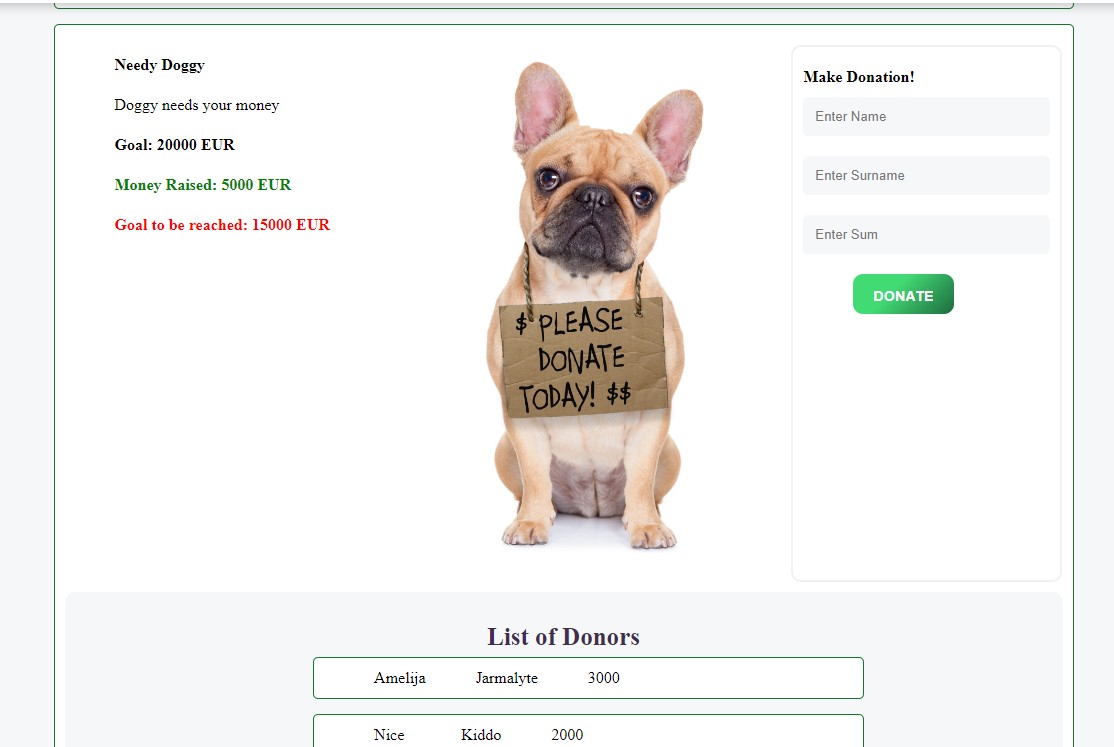 Needy Doggy
Doggy needs your money
Goal: 20000 EUR
Money Raised: 5000 EUR
Goal to be reached: 15000 EUR
$ PLEASE
DONATE
TODAY! $$
Make Donation!
Enter Name
Enter Surname
Enter Sum
DONATE
List of Donors
Amelija Jarmalyte 3000
Nice Kiddo 2000